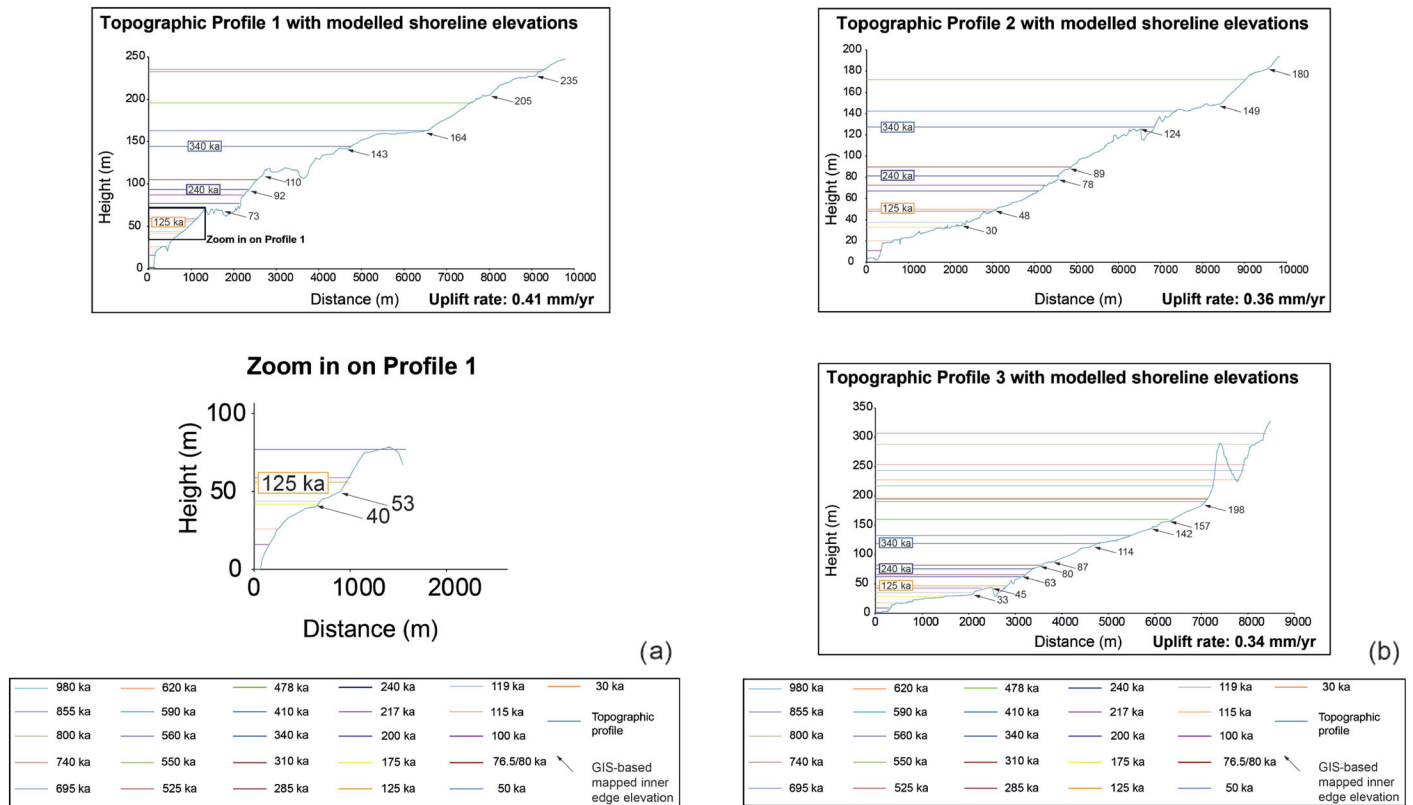 Topographic Profile 1 with modelled shoreline elevations
Height (m)
250
200
150
100
50
0
340 ka
240 ka
125 ka
235
205
164
143
110
92
73
Zoom in on Profile 1
0 1000 2000 3000 4000 5000 6000 7000 8000 9000 10000
Distance (m)
Uplift rate: 0.41 mm/yr
Zoom in on Profile 1
Height (m)
100
50
0
125 ka
53
40
0 1000 2000
Distance (m)
(a)
980 ka 620 ka 478 ka 240 ka 119 ka 30 ka
855 ka 590 ka 410 ka 217 ka 115 ka Topographic
profile
800 ka 560 ka 340 ka 200 ka 100 ka
740 ka 550 ka 310 ka 175 ka 76.5/80 ka GIS-based
mapped inner
edge elevation
695 ka 525 ka 285 ka 125 ka 50 ka
Topographic Profile 2 with modelled shoreline elevations
Height (m)
200
180
160
140
120
100
80
60
40
20
0
340 ka
240 ka
125 ka
180
149
124
89
78
48
30
0 1000 2000 3000 4000 5000 6000 7000 8000 9000 10000
Distance (m)
Uplift rate: 0.36 mm/yr
Topographic Profile 3 with modelled shoreline elevations
Height (m)
350
300
250
200
150
100
50
0
340 ka
240 ka
125 ka
198
157
142
114
87
80
63
45
33
0 1000 2000 3000 4000 5000 6000 7000 8000 9000
Distance (m)
Uplift rate: 0.34 mm/yr
(b)
980 ka 620 ka 478 ka 240 ka 119 ka 30 ka
855 ka 590 ka 410 ka 217 ka 115 ka Topographic
profile
800 ka 560 ka 340 ka 200 ka 100 ka
740 ka 550 ka 310 ka 175 ka 76.5/80 ka GIS-based
mapped inner
edge elevation
695 ka 525 ka 285 ka 125 ka 50 ka